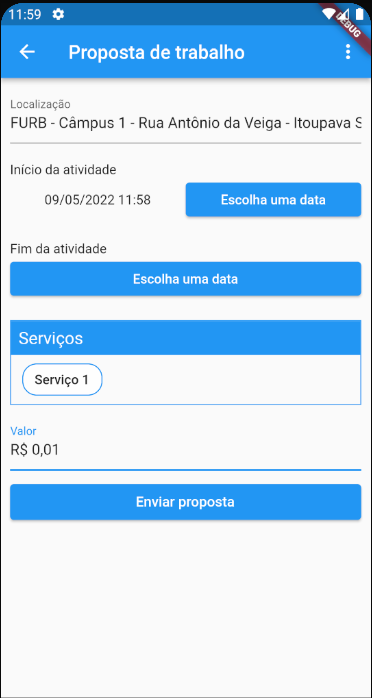 11:59
DEBUG
Proposta de trabalho
Localização
FURB - Câmpus 1 - Rua Antônio da Veiga - Itoupava S
Início da atividade
09/05/2022 11:58
Escolha uma data
Fim da atividade
Escolha uma data
Serviços
Serviço 1
Valor
R$ 0,01
Enviar proposta